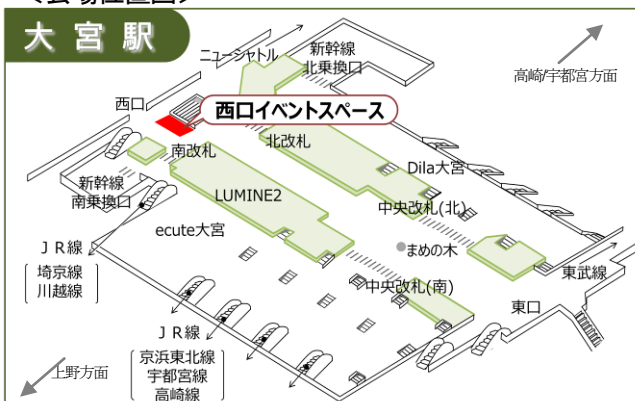 大宮駅
ニューシャトル
新幹線
北乗換口
高崎/宇都宮方面
西口
西口イベントスペース
南改札
北改札
Dila大宮
新幹線
南乗換口
LUMINE2
中央改札(北)
ecute大宮
まめの木
ＪＲ線
埼京線
川越線
東武線
中央改札(南)
東口
ＪＲ線
京浜東北線
宇都宮線
高崎線
上野方面